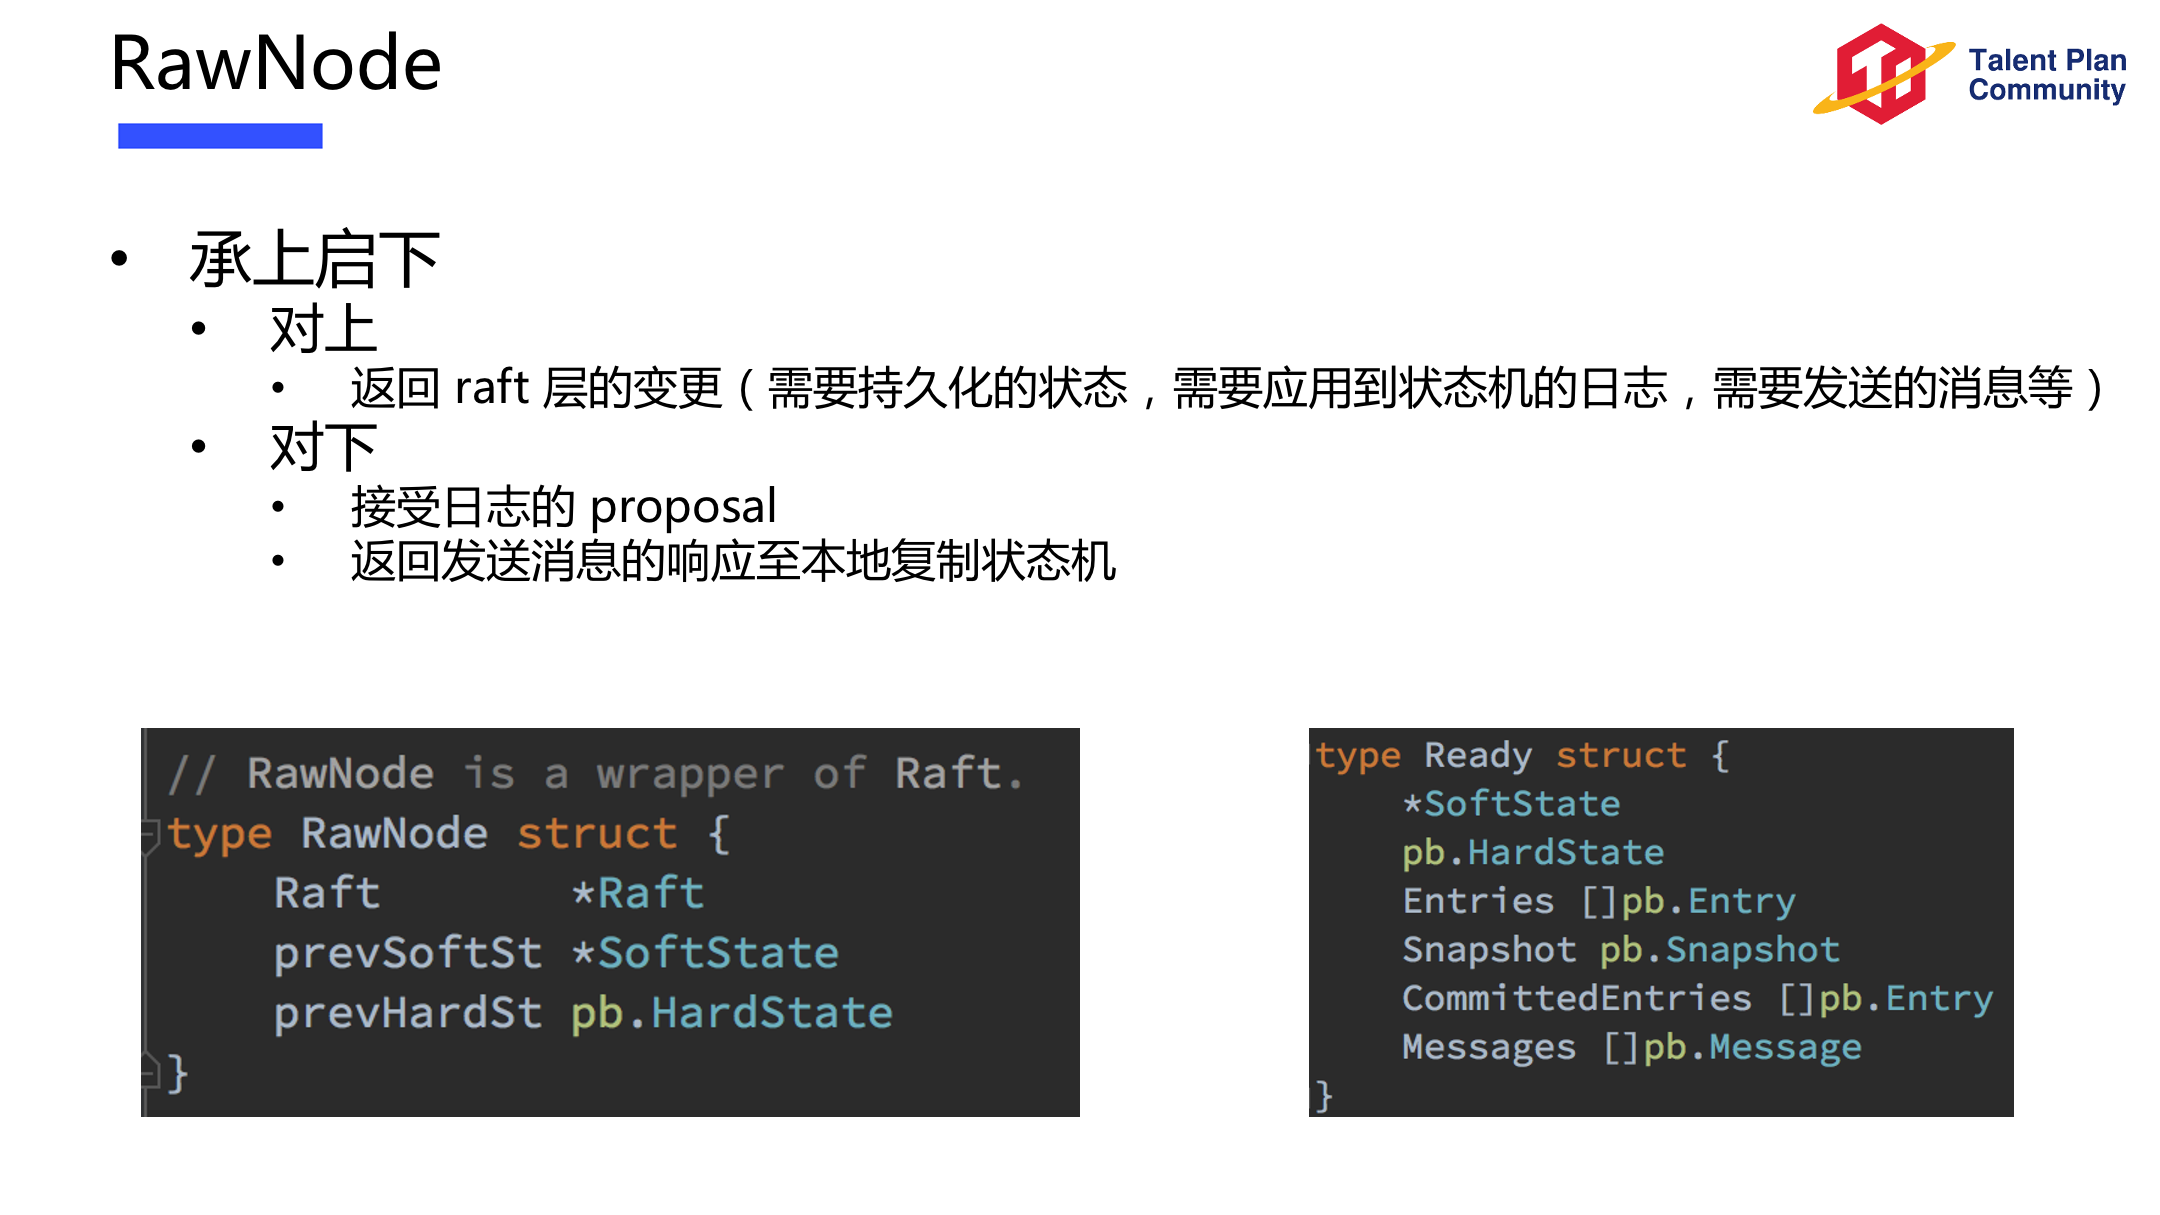 RawNode
Talent Plan
Community
• 承上启下
• 对上
• 返回 raft 层的变更（需要持久化的状态，需要应用到状态机的日志，需要发送的消息等）
• 对下
• 接受日志的 proposal
• 返回发送消息的响应至本地复制状态机
// RawNode is a wrapper of Raft.
type RawNode struct {
    Raft       *Raft
    prevSoftSt *SoftState
    prevHardSt pb.HardState
}
type Ready struct {
    *SoftState
    pb.HardState
    Entries []pb.Entry
    Snapshot pb.Snapshot
    CommittedEntries []pb.Entry
    Messages []pb.Message
}